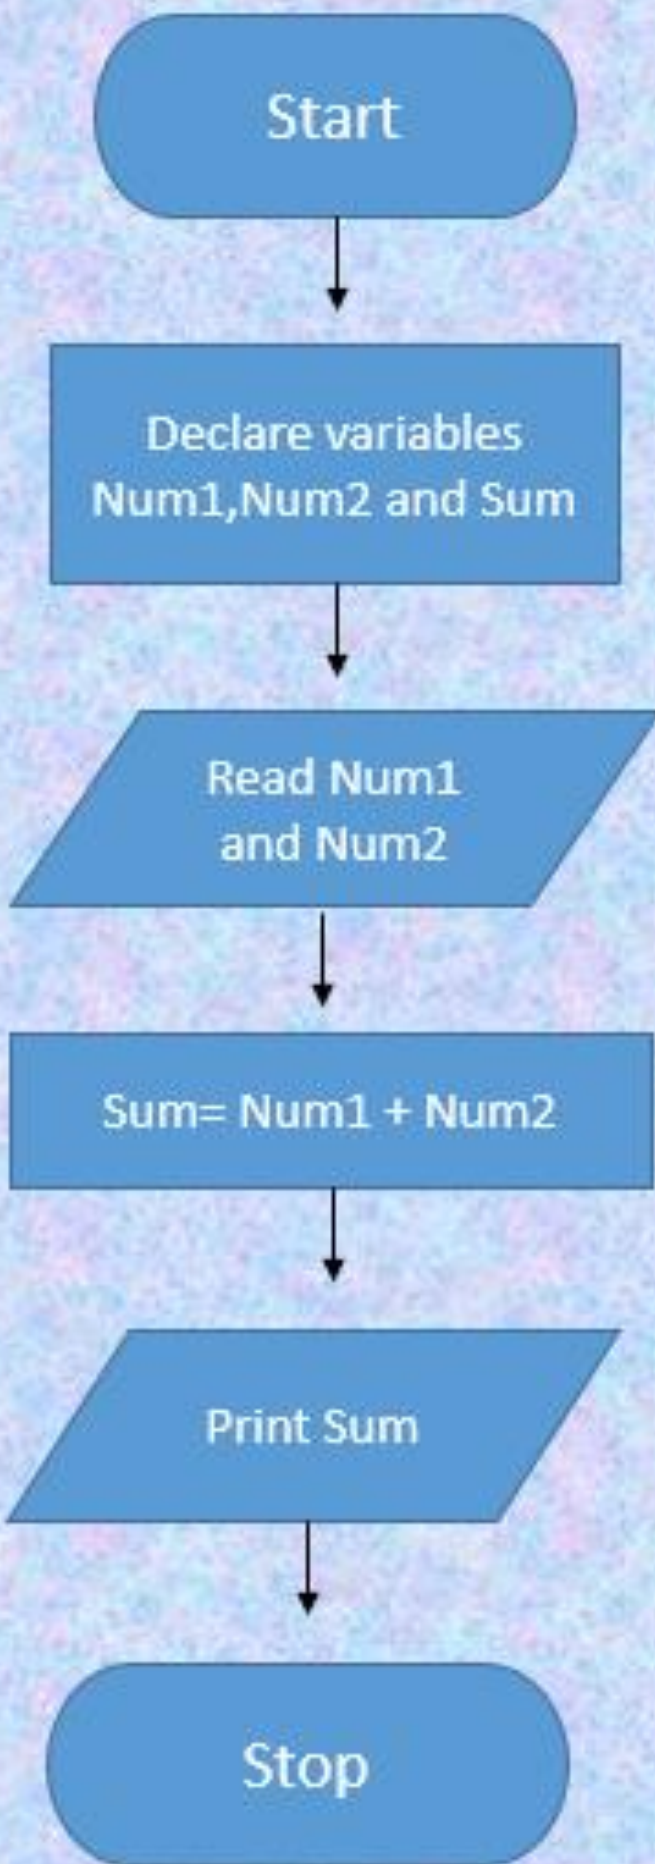 Start
Declare variables
Num1,Num2 and Sum
Read Num1
and Num2
Sum= Num1 + Num2
Print Sum
Stop